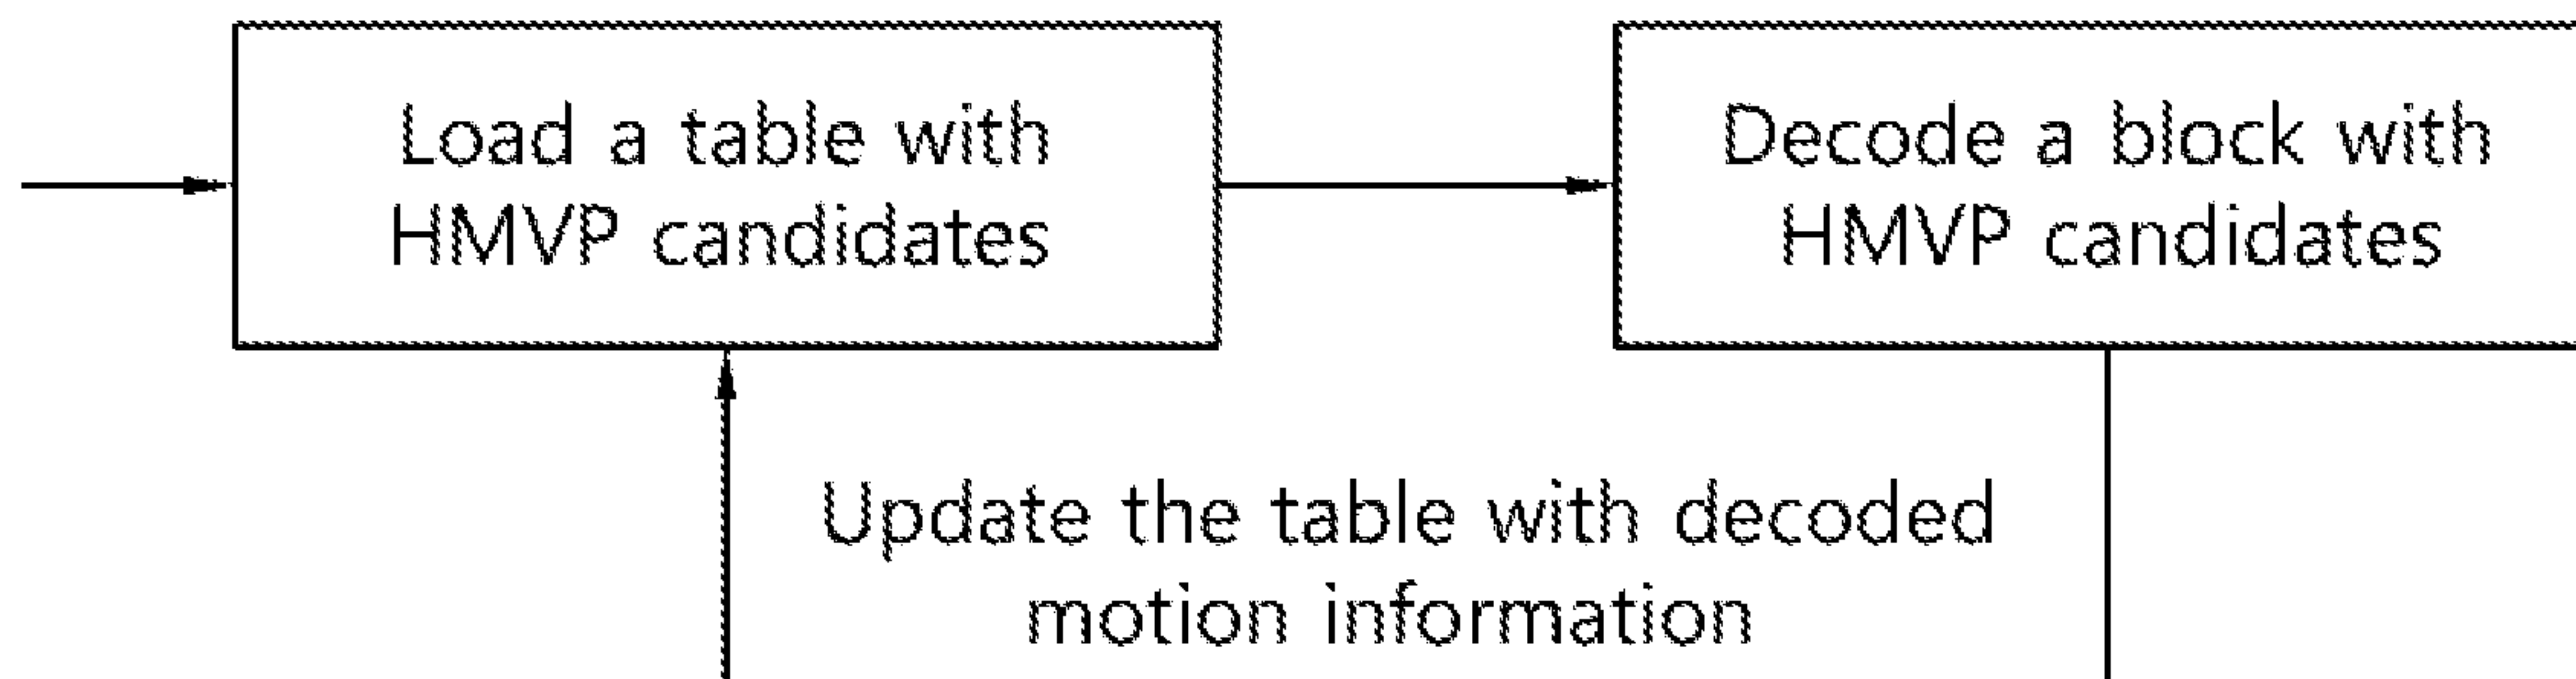 Load a table with
HMVP candidates
Decode a block with
HMVP candidates
Update the table with decoded
motion information